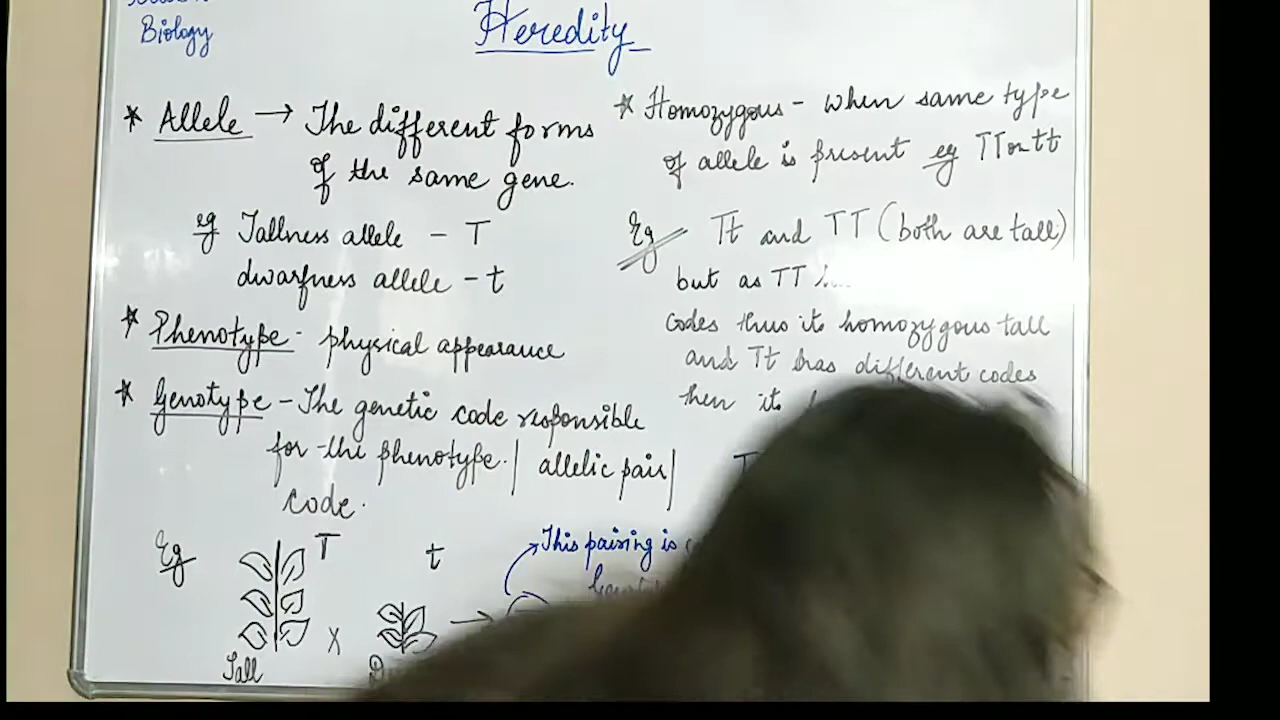 Biology
Heredity
* Allele → The different forms
of the same gene.
eg Tallness allele - T
dwarfness allele - t
* Phenotype - physical appearance
* Genotype - The genetic code responsible
for the phenotype. | allelic pair |
code.
Eg T t
X
Tall
* Homozygous - when same type
of allele is present eg TT or tt
Eg Tt and TT (both are tall)
but as TT
codes thus its homozygous tall
and Tt has different codes
then its
T
This pairing is